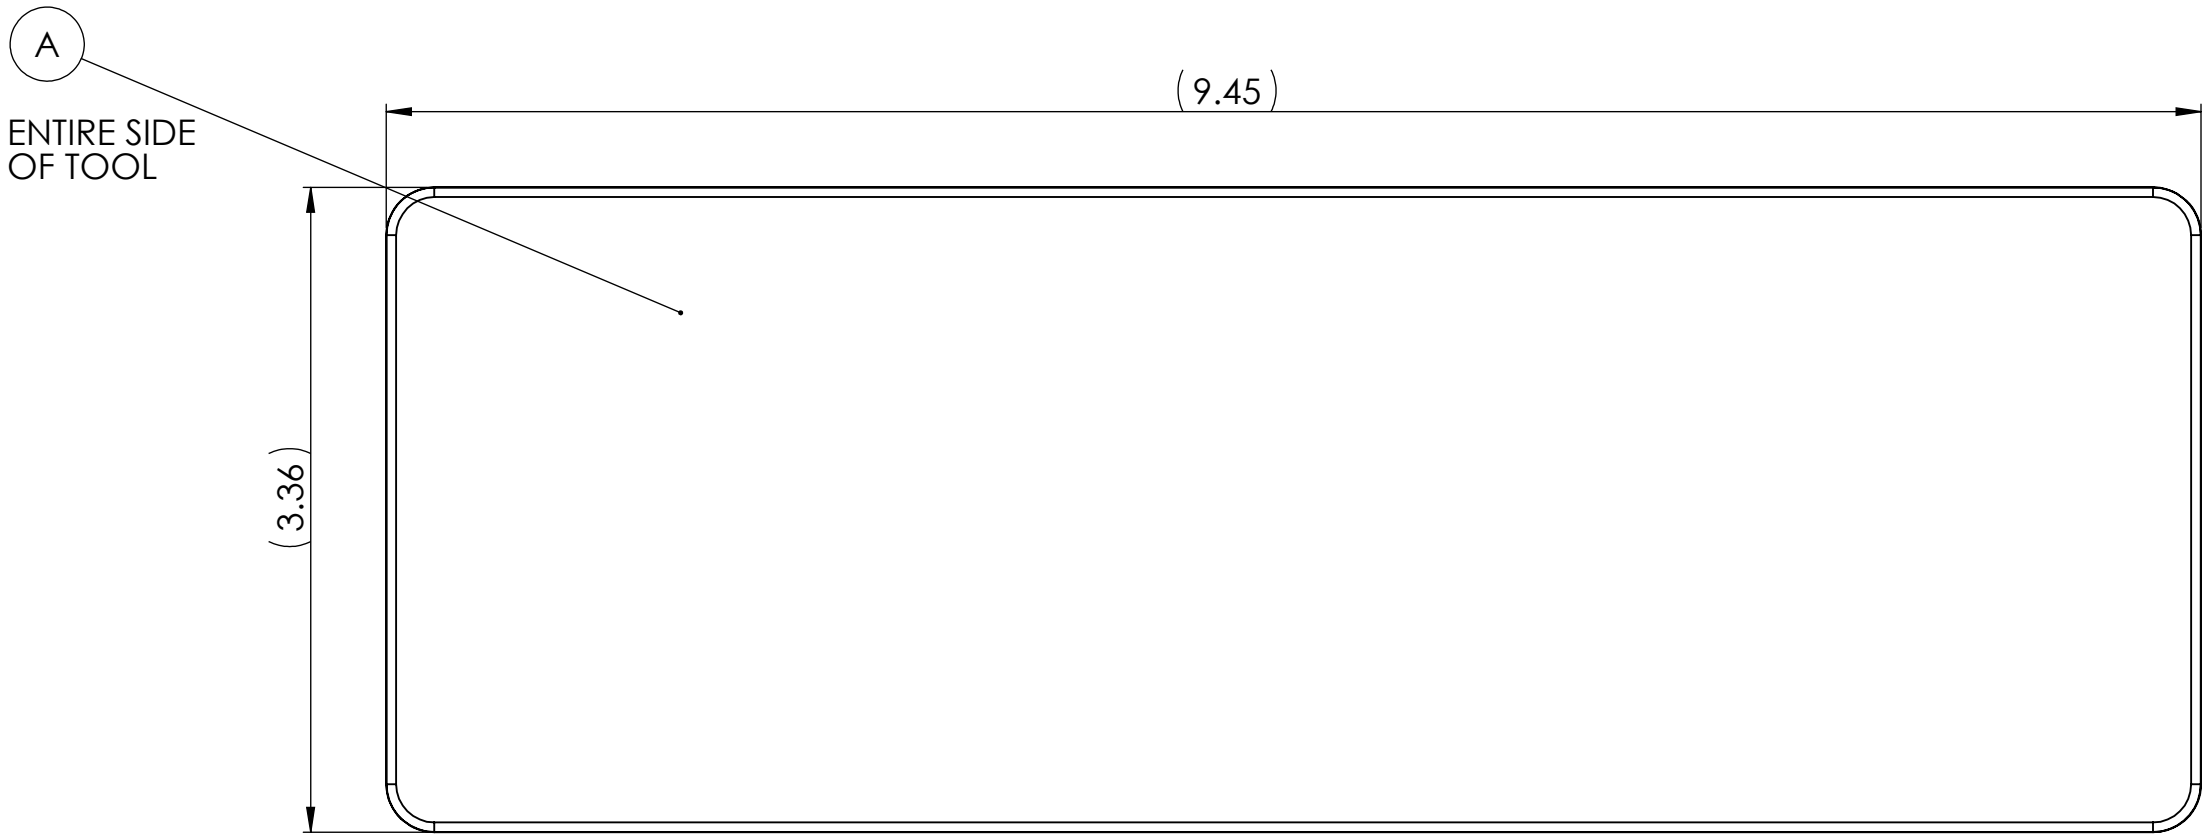 A
ENTIRE SIDE
OF TOOL
(9.45)
(3.36)